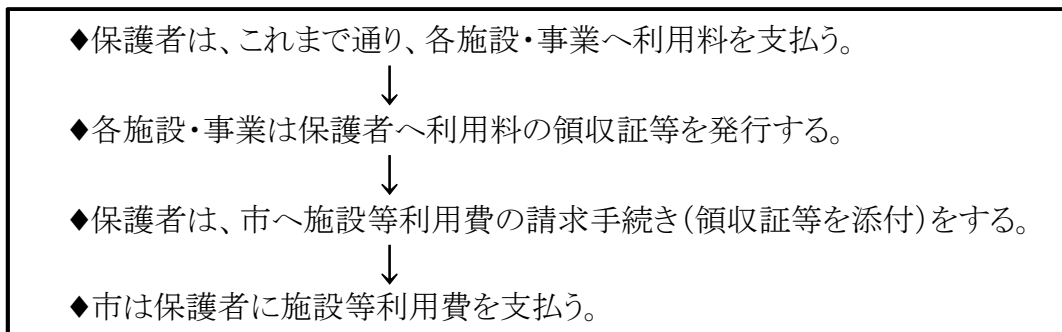 ♦保護者は、これまで通り、各施設・事業へ利用料を支払う。
↓
♦各施設・事業は保護者へ利用料の領収証等を発行する。
↓
♦保護者は、市へ施設等利用費の請求手続き(領収証等を添付)をする。
↓
♦市は保護者に施設等利用費を支払う。